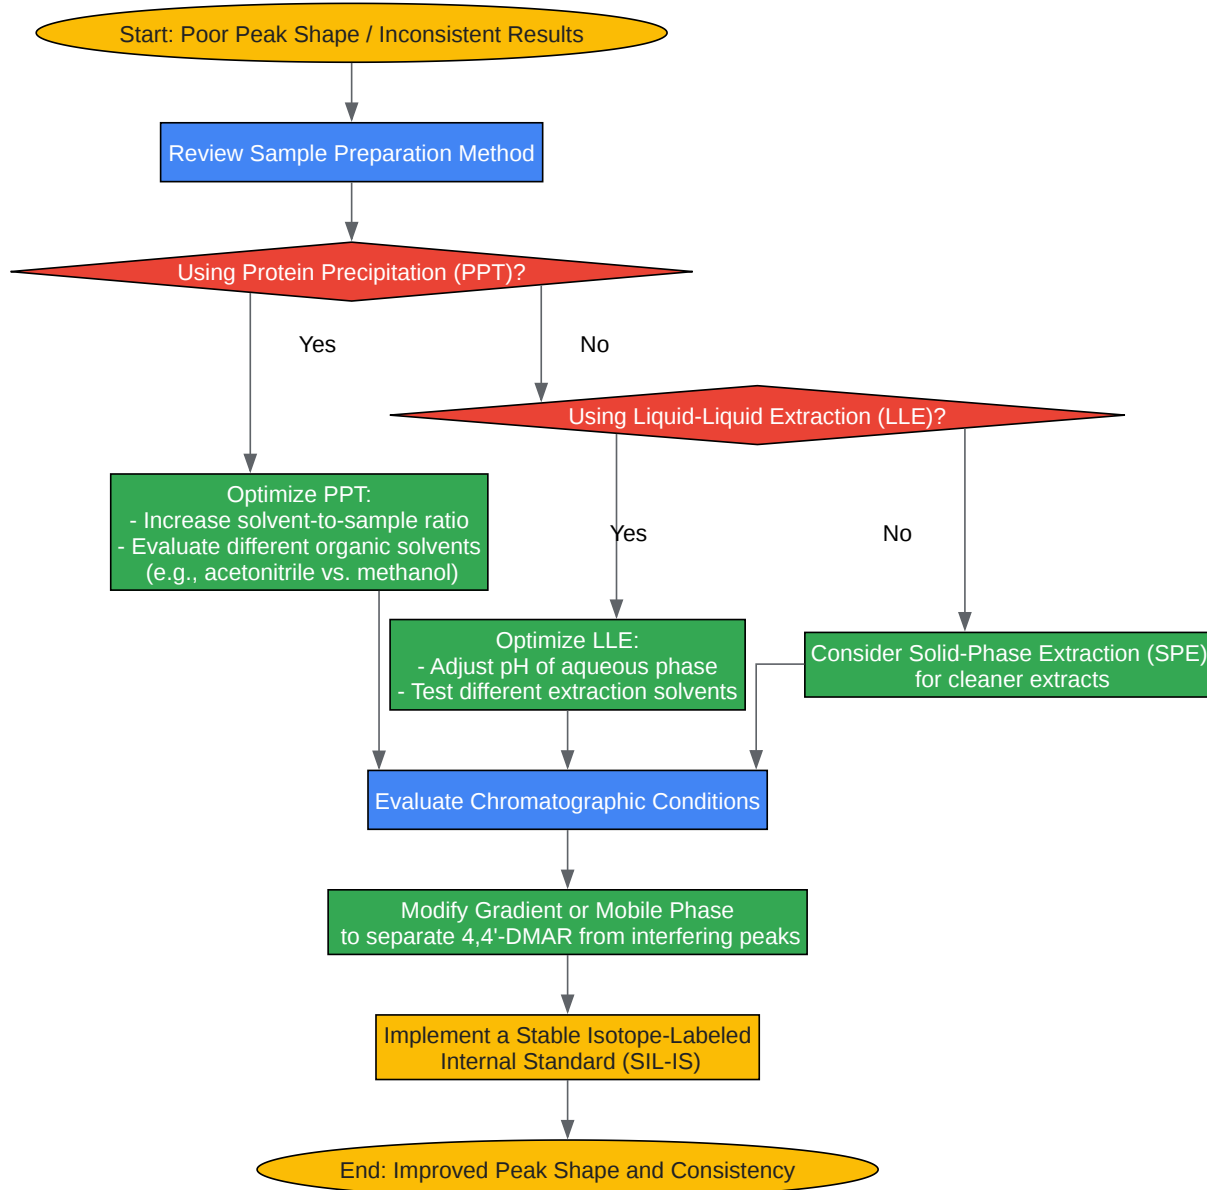 Start: Poor Peak Shape / Inconsistent Results
Review Sample Preparation Method
Using Protein Precipitation (PPT)?
Yes
No
Using Liquid-Liquid Extraction (LLE)?
Optimize PPT:
- Increase solvent-to-sample ratio
- Evaluate different organic solvents
(e.g., acetonitrile vs. methanol)
Yes
No
Optimize LLE:
- Adjust pH of aqueous phase
- Test different extraction solvents
Consider Solid-Phase Extraction (SPE)
for cleaner extracts
Evaluate Chromatographic Conditions
Modify Gradient or Mobile Phase
to separate 4,4'-DMAR from interfering peaks
Implement a Stable Isotope-Labeled
Internal Standard (SIL-IS)
End: Improved Peak Shape and Consistency